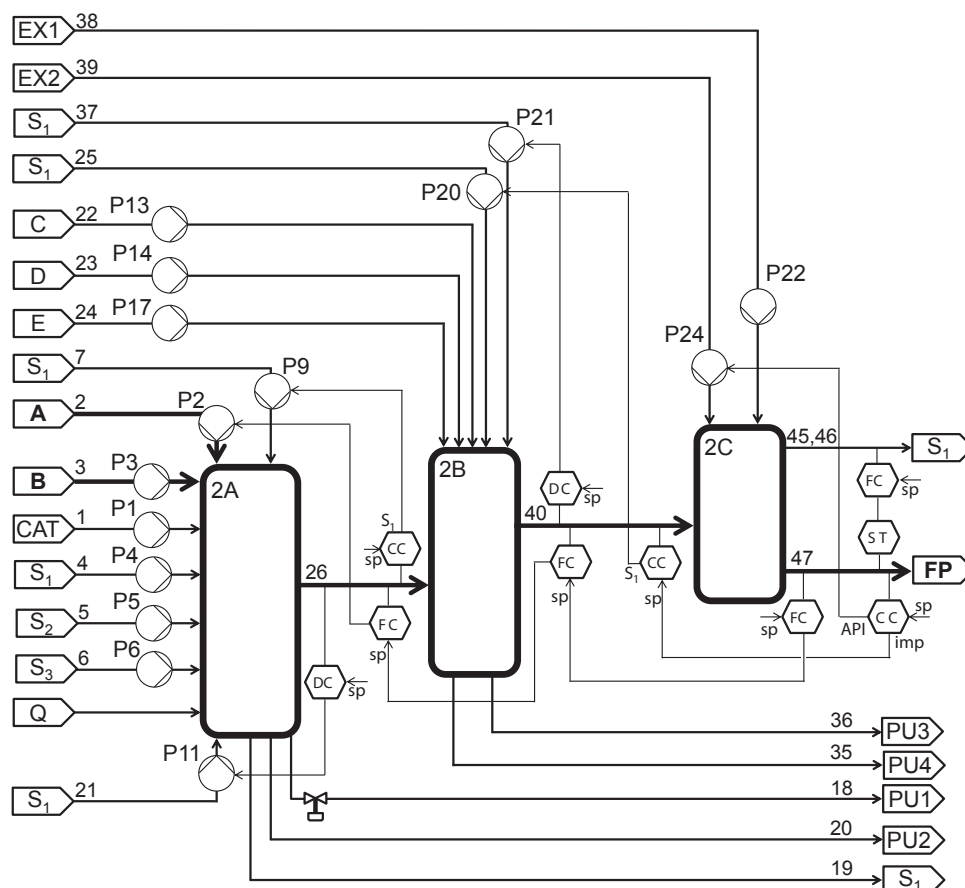 EX1 38
EX2 39
S1 37
P21
S1 25
P20
C 22 P13
D 23 P14
E 24 P17
P22
S1 7
P9
P24
A 2 P2
2C 45,46 S1
B 3 P3
2A
2B
DC sp
FC sp
CAT 1 P1
40
S1 CC sp
ST
S1 4 P4
26
FC sp
S1 CC sp
47 FP
S2 5 P5
FC sp
sp FC
API CC sp imp
S3 6 P6
DC sp
Q
36 PU3
P11
35 PU4
S1 21
18 PU1
20 PU2
19 S1